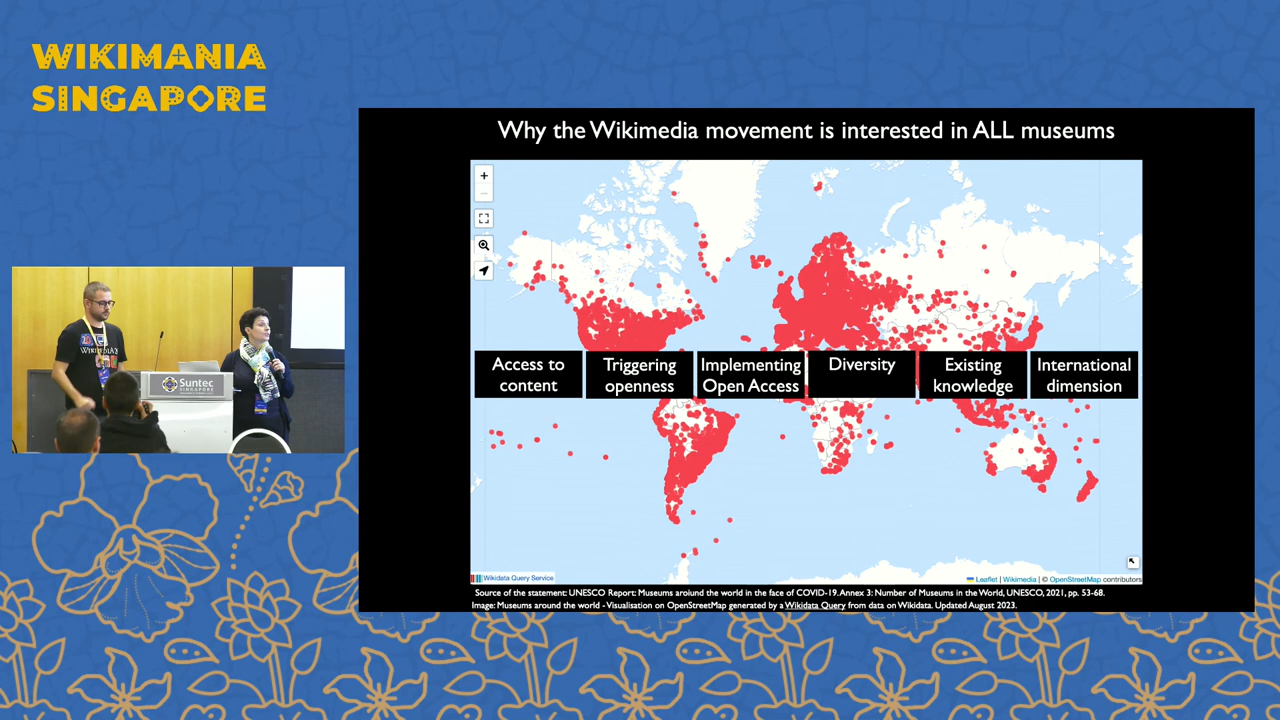 WIKIMANIA
SINGAPORE
Why the Wikimedia movement is interested in ALL museums
Access to
content
Triggering
openness
Implementing
Open Access
Diversity
Existing
knowledge
International
dimension
Wikidata Query Service
Leaflet | Wikimedia | © OpenStreetMap contributors
Source of the statement: UNESCO Report: Museums aroiund the world in the face of COVID-19. Annex 3: Number of Museums in the World, UNESCO, 2021, pp. 53-68.
Image: Museums around the world - Visualisation on OpenStreetMap generated by a Wikidata Query from data on Wikidata. Updated August 2023.
WIKIMEDIA
Suntec
SINGAPORE